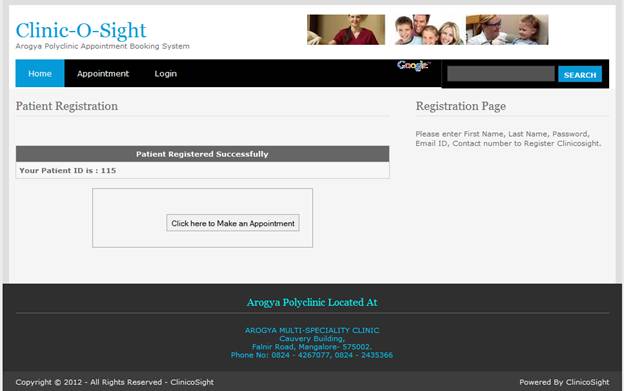 Clinic-O-Sight
Arogya Polyclinic Appointment Booking System
Home Appointment Login Google SEARCH
Patient Registration
Patient Registered Successfully
Your Patient ID is : 115
Click here to Make an Appointment
Registration Page
Please enter First Name, Last Name, Password,
Email ID, Contact number to Register Clinicosight.
Arogya Polyclinic Located At
AROGYA MULTI-SPECIALITY CLINIC
Cauvery Building,
Falnir Road, Mangalore- 575002.
Phone No: 0824 - 4267077, 0824 - 2435366
Copyright © 2012 - All Rights Reserved - ClinicoSight
Powered By ClinicoSight